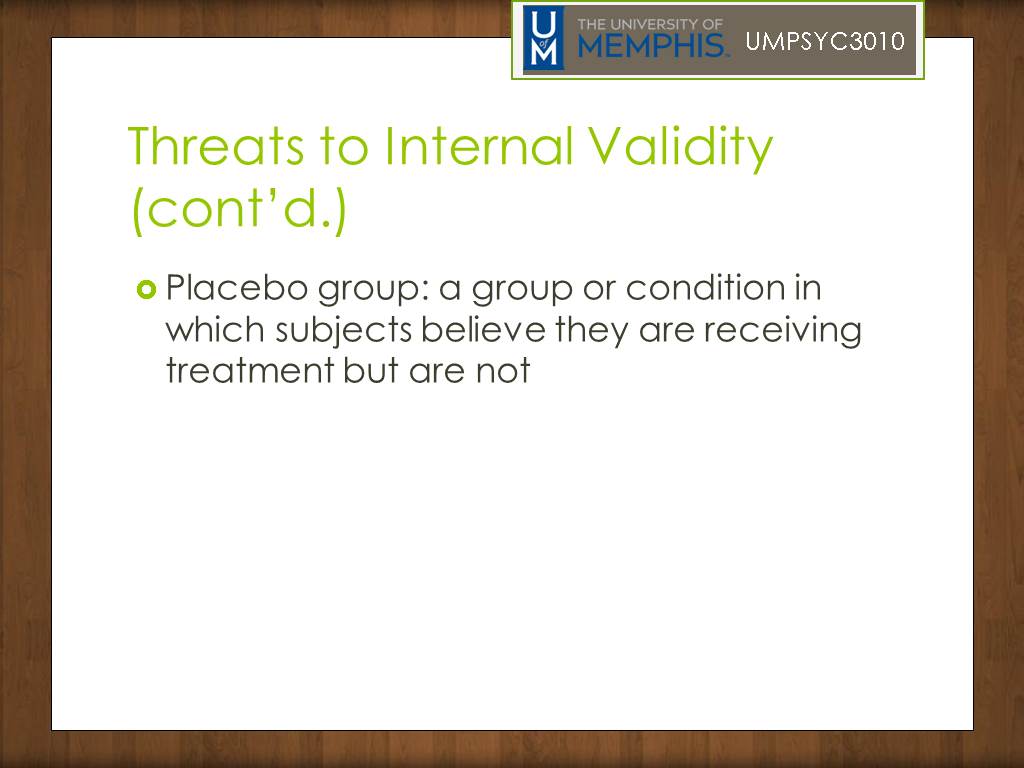 U
of
M
THE UNIVERSITY OF
MEMPHIS™
UMPSYC3010
Threats to Internal Validity
(cont’d.)
Placebo group: a group or condition in
which subjects believe they are receiving
treatment but are not